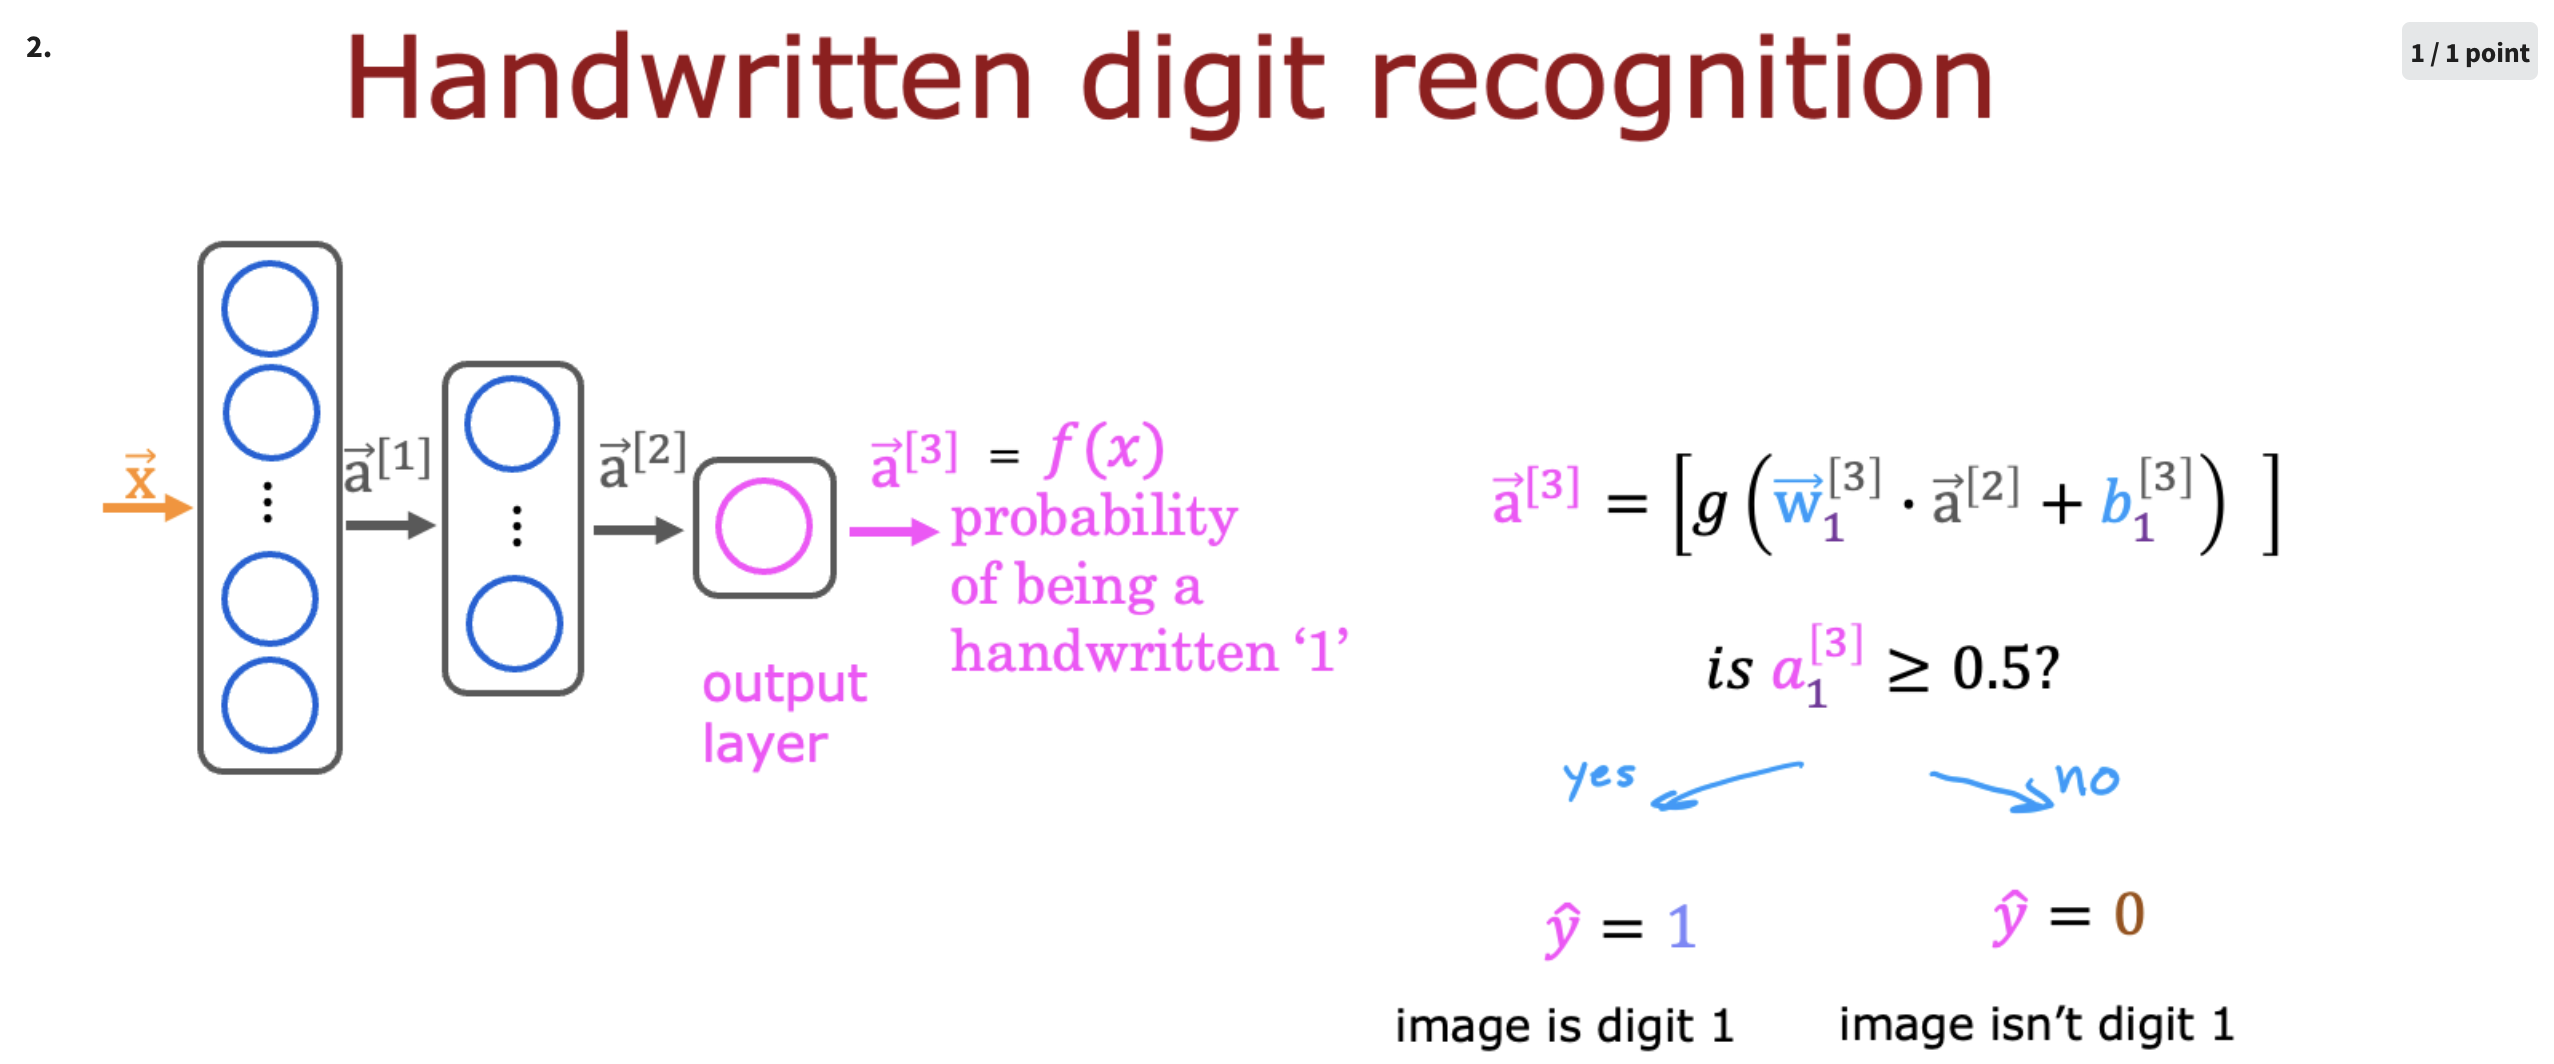 2.
Handwritten digit recognition
1 / 1 point
x⃗
a⃗[1]
a⃗[2]
a⃗[3] = f(x)
probability
of being a
handwritten ‘1’
output
layer
a⃗[3] = [g(w⃗1[3] · a⃗[2] + b1[3]) ]
is a1[3] ≥ 0.5?
yes
no
ŷ = 1
ŷ = 0
image is digit 1
image isn’t digit 1